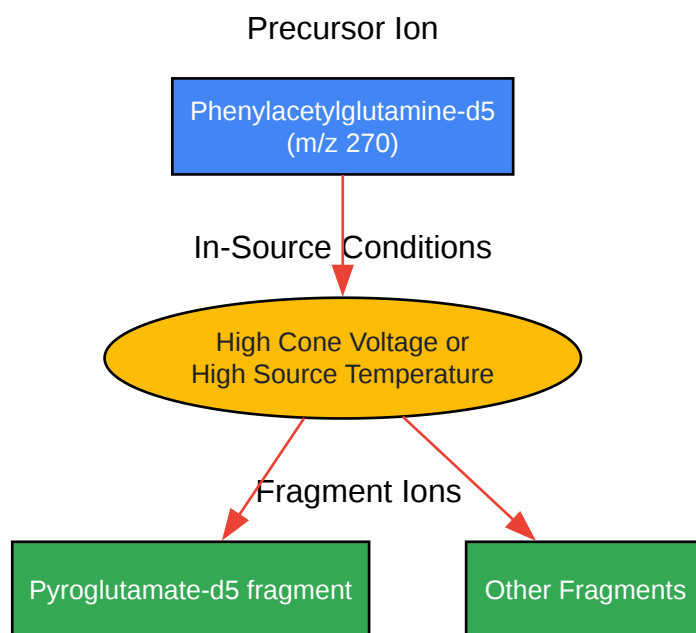 Precursor Ion
Phenylacetylglutamine-d5
(m/z 270)
In-Source Conditions
High Cone Voltage or
High Source Temperature
Fragment Ions
Pyroglutamate-d5 fragment
Other Fragments